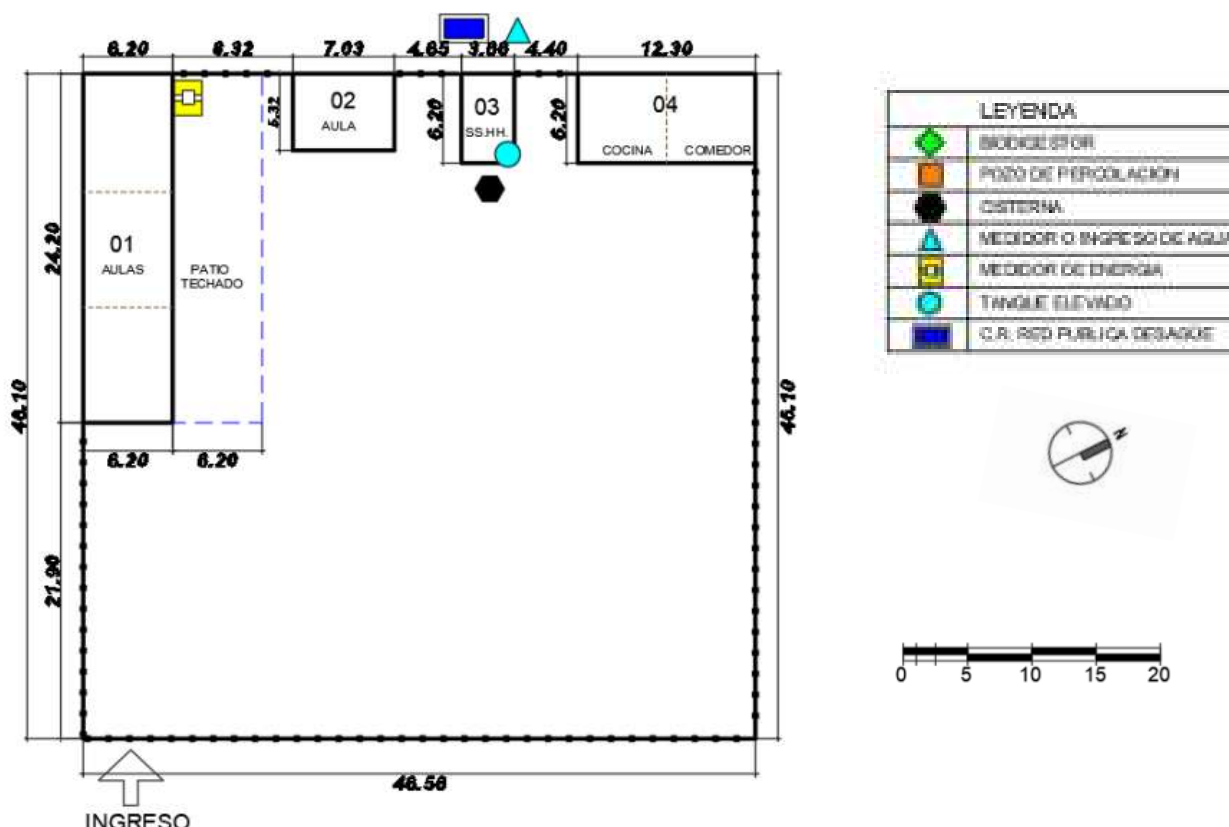 6.20 8.32 7.03 4.65 3.66 4.40 12.30
5.32
02
AULA
6.20
03
SS.HH.
6.20
04
COCINA COMEDOR
24.20
01
AULAS
PATIO
TECHADO
46.10
46.10
6.20 6.20
21.90
46.56
INGRESO
LEYENDA
BIODIGESTOR
POZO DE PERCOLACION
CISTERNA
MEDIDOR O INGRESO DE AGUA
MEDIDOR DE ENERGIA
TANQUE ELEVADO
C.R. RED PUBLICA DESAGUE
N
0 5 10 15 20